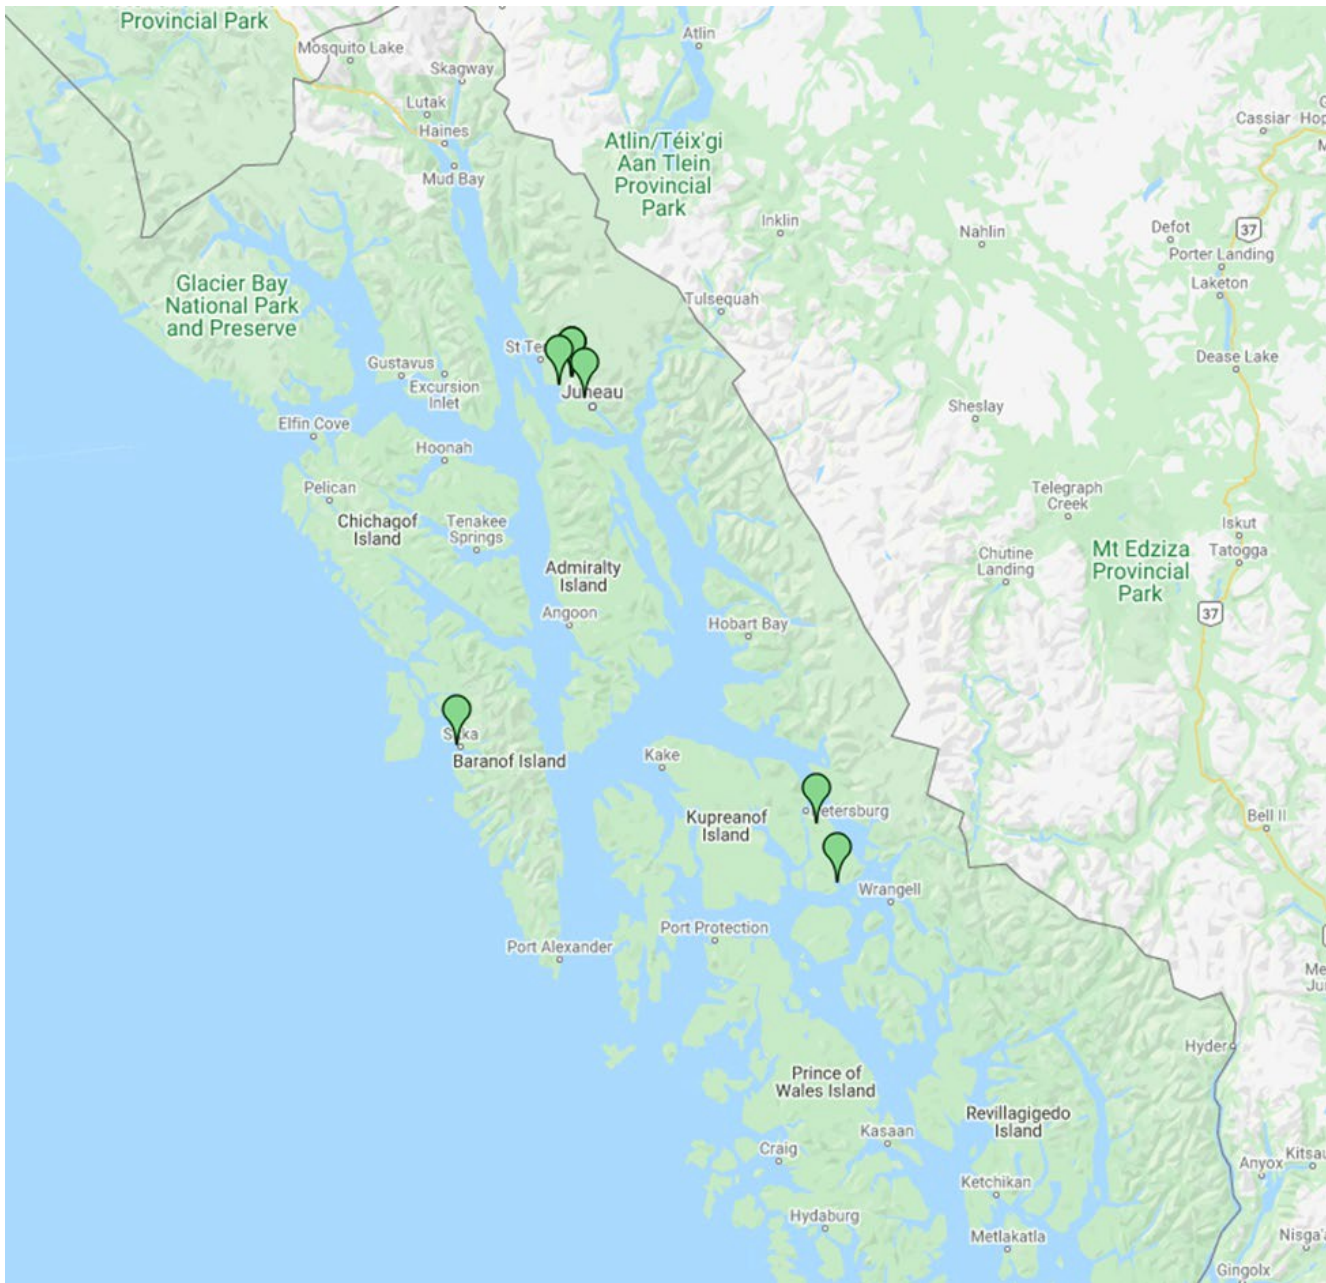 Provincial Park
Mosquito Lake
Atlin
Skagway
Lutak
Haines
Mud Bay
Cassiar
Atlin/Téix'gi
Aan Tlein
Provincial
Park
Inklin
Nahlin
37
Defot
Porter Landing
Laketon
Glacier Bay
National Park
and Preserve
Tulsequah
St
Gustavus
Excursion
Inlet
Juneau
Dease Lake
Elfin Cove
Hoonah
Sheslay
Pelican
Chichagof
Island
Tenakee
Springs
Telegraph
Creek
Iskut
Tatogga
Admiralty
Island
Chutine
Landing
Mt Edziza
Provincial
Park
Angoon
Hobart Bay
37
Sitka
Baranof Island
Kake
Kupreanof
Island
Petersburg
Bell II
Wrangell
Port Protection
Port Alexander
Hyder
Prince of
Wales Island
Revillagigedo
Island
Kasaan
Craig
Anyox
Ketchikan
Hydaburg
Metlakatla
Gingolx